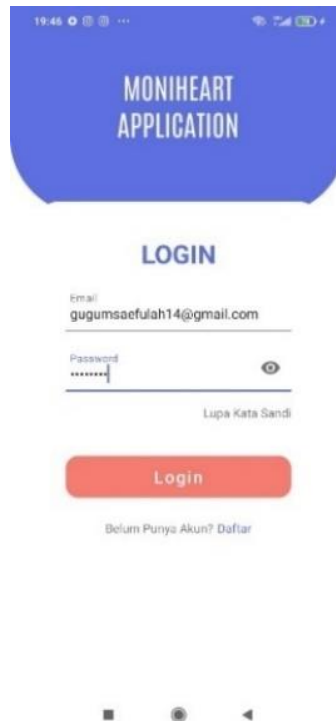 19:46
MONIHEART
APPLICATION
LOGIN
Email
gugumsaefulah14@gmail.com
Password
Lupa Kata Sandi
Login
Belum Punya Akun? Daftar